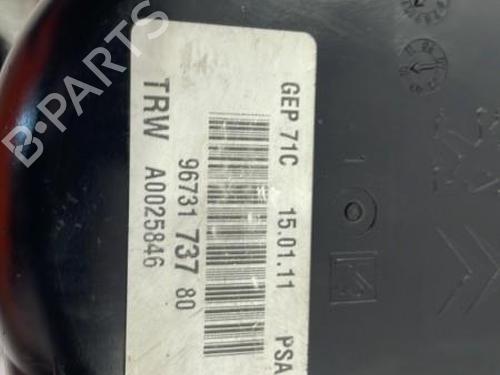 GEP 71C 15.01.11 PSA
96731 737 80
TRW A0025846
B-PARTS